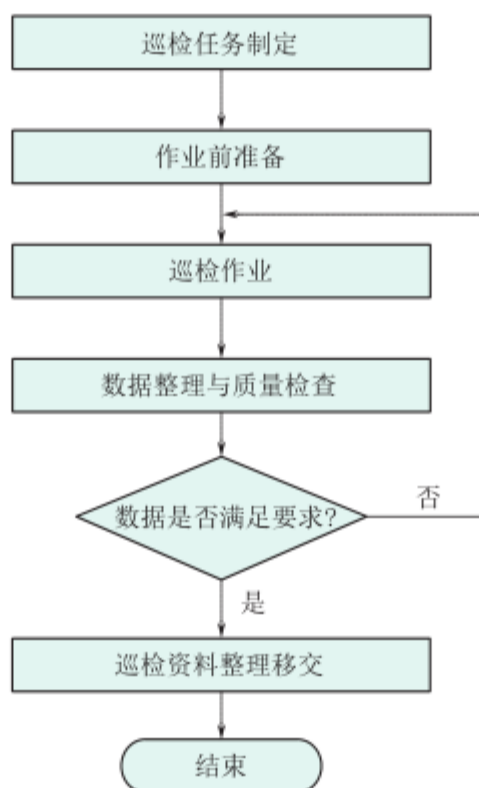 巡检任务制定
作业前准备
巡检作业
数据整理与质量检查
数据是否满足要求?
否
是
巡检资料整理移交
结束